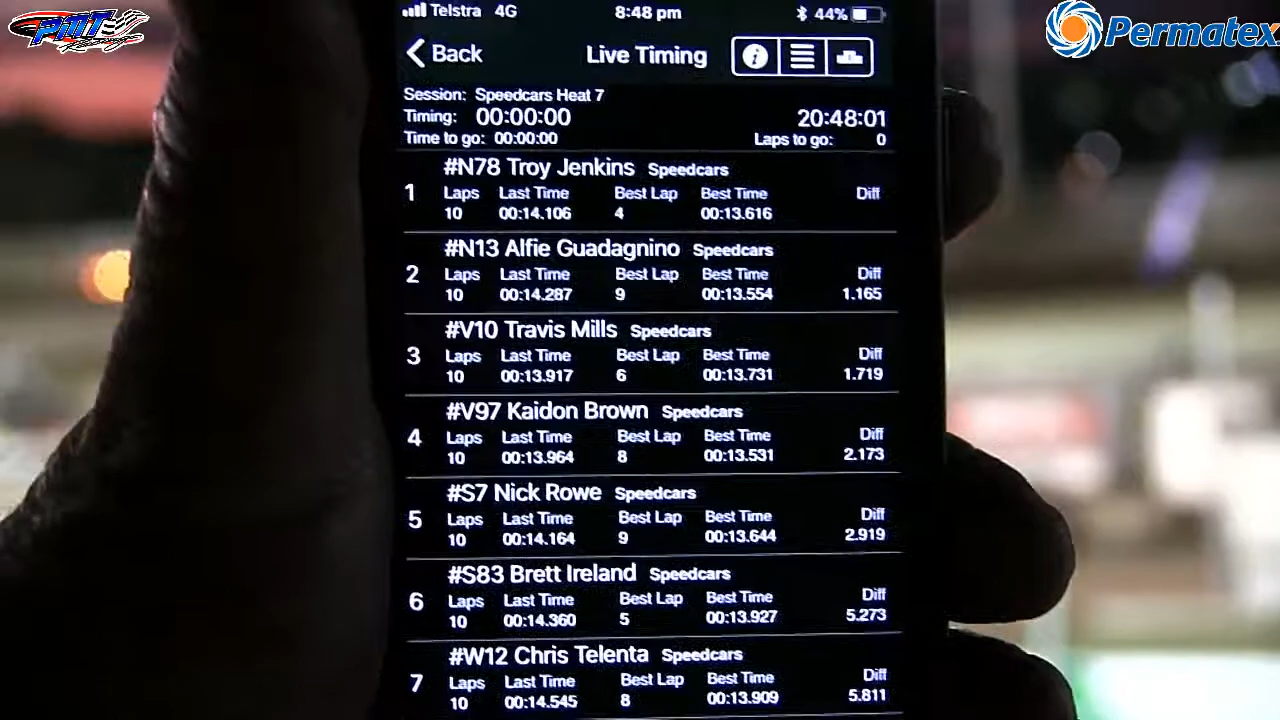 PMT
Racing
Permatex
Telstra 4G 8:48 pm 44%
Back Live Timing
Session: Speedcars Heat 7
Timing: 00:00:00 20:48:01
Time to go: 00:00:00 Laps to go: 0
#N78 Troy Jenkins Speedcars
1 Laps Last Time Best Lap Best Time Diff
10 00:14.106 4 00:13.616
#N13 Alfie Guadagnino Speedcars
2 Laps Last Time Best Lap Best Time Diff
10 00:14.287 9 00:13.554 1.165
#V10 Travis Mills Speedcars
3 Laps Last Time Best Lap Best Time Diff
10 00:13.917 6 00:13.731 1.719
#V97 Kaidon Brown Speedcars
4 Laps Last Time Best Lap Best Time Diff
10 00:13.964 8 00:13.531 2.173
#S7 Nick Rowe Speedcars
5 Laps Last Time Best Lap Best Time Diff
10 00:14.164 9 00:13.644 2.919
#S83 Brett Ireland Speedcars
6 Laps Last Time Best Lap Best Time Diff
10 00:14.360 5 00:13.927 5.273
#W12 Chris Telenta Speedcars
7 Laps Last Time Best Lap Best Time Diff
10 00:14.545 8 00:13.909 5.811